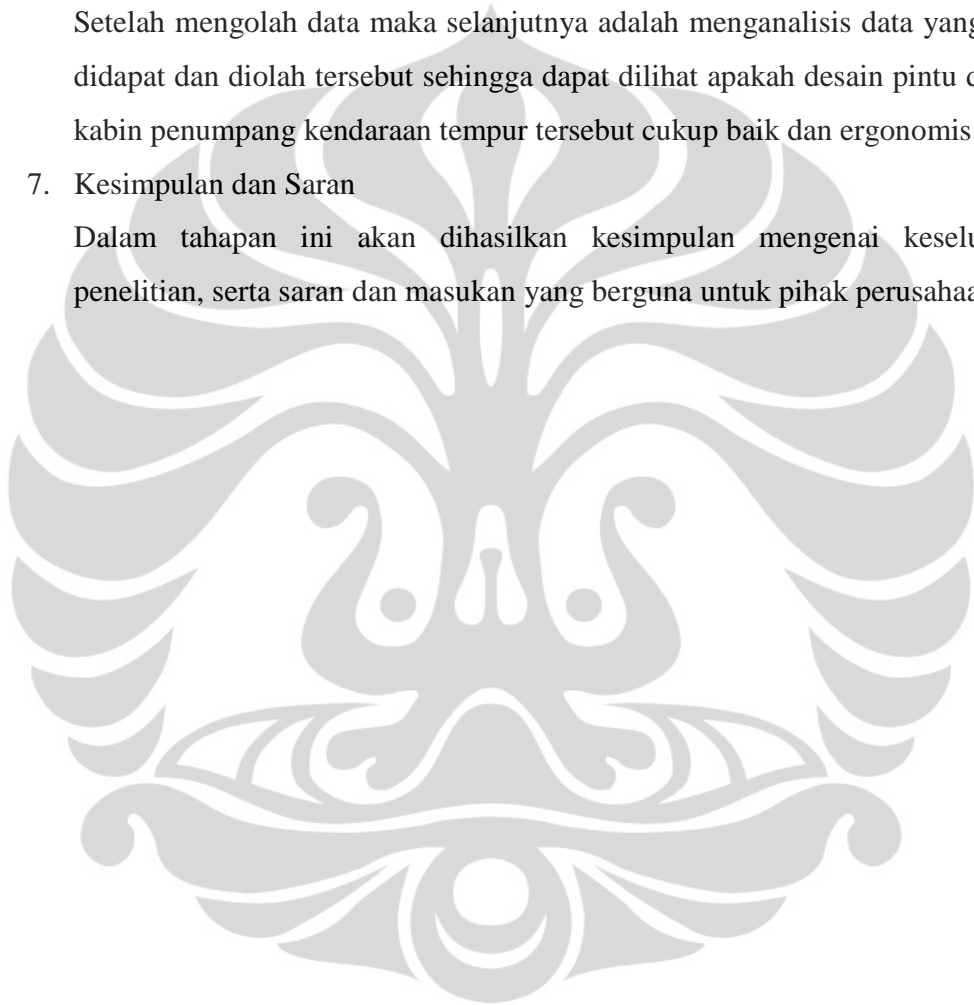 Setelah mengolah data maka selanjutnya adalah menganalisis data yang
didapat dan diolah tersebut sehingga dapat dilihat apakah desain pintu
kabin penumpang kendaraan tempur tersebut cukup baik dan ergonomis.
7. Kesimpulan dan Saran
Dalam tahapan ini akan dihasilkan kesimpulan mengenai
penelitian, serta saran dan masukan yang berguna untuk pihak